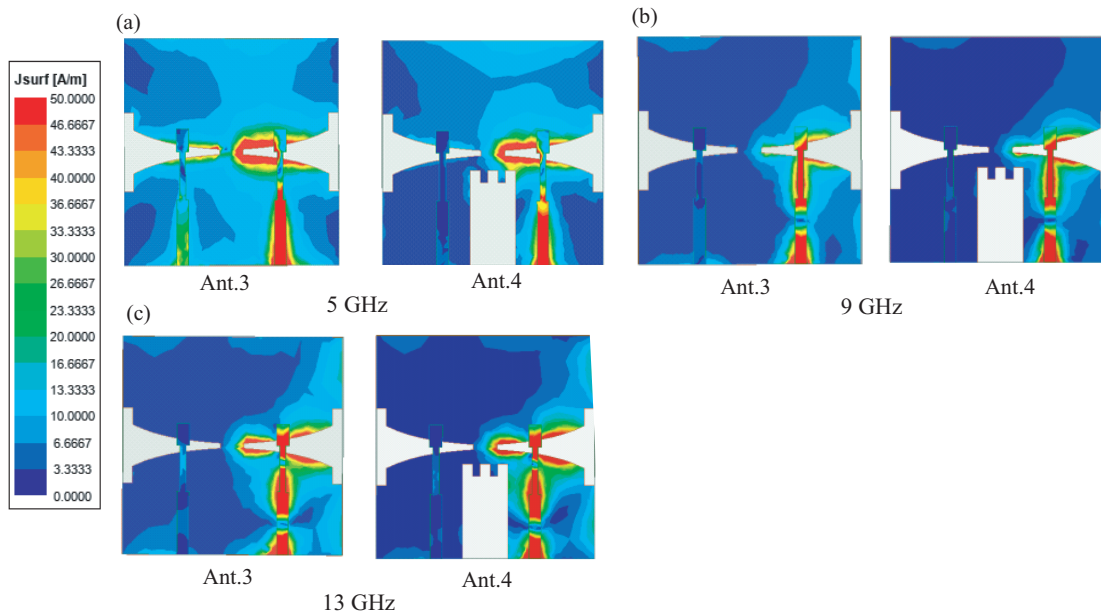 (a)
(b)
Jsurf [A/m]
50.0000
46.6667
43.3333
40.0000
36.6667
33.3333
30.0000
26.6667
23.3333
20.0000
16.6667
13.3333
10.0000
6.6667
3.3333
0.0000
Ant.3
Ant.4
5 GHz
Ant.3
Ant.4
9 GHz
(c)
Ant.3
Ant.4
13 GHz